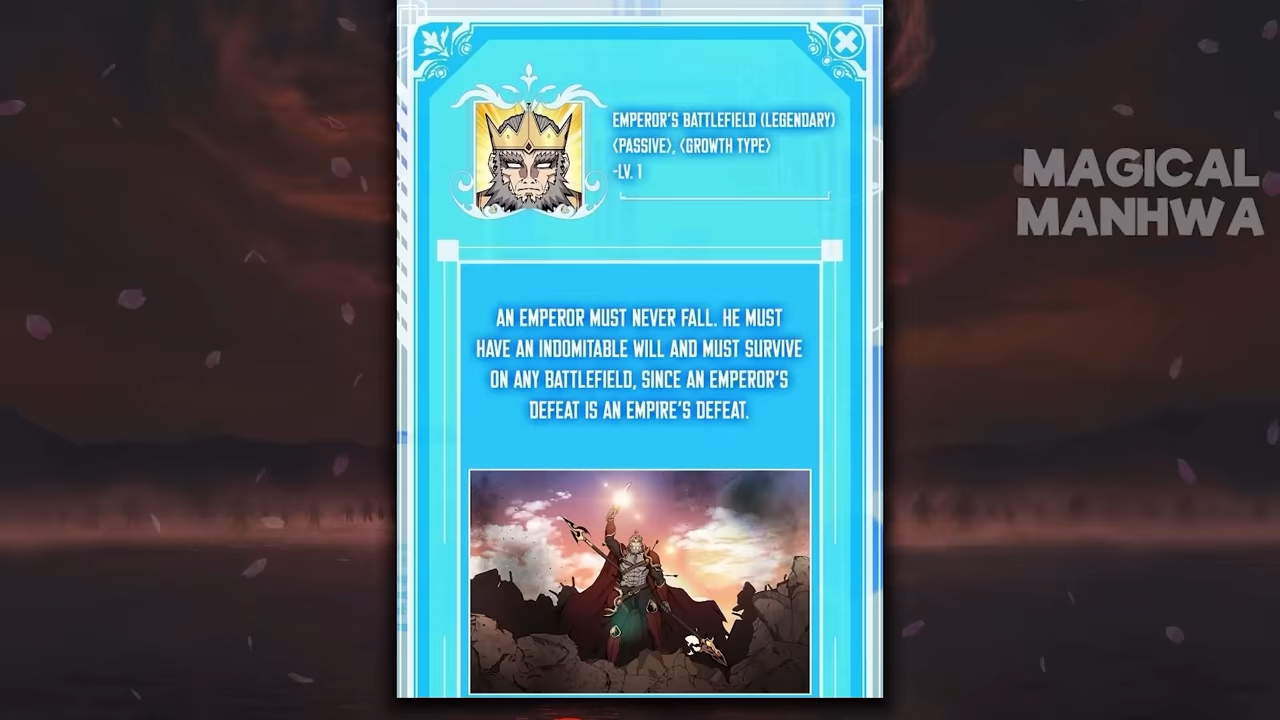 EMPEROR'S BATTLEFIELD (LEGENDARY)
<PASSIVE>, <GROWTH TYPE>
-LV. 1
MAGICAL
MANHWA
AN EMPEROR MUST NEVER FALL. HE MUST
HAVE AN INDOMITABLE WILL AND MUST SURVIVE
ON ANY BATTLEFIELD, SINCE AN EMPEROR'S
DEFEAT IS AN EMPIRE'S DEFEAT.